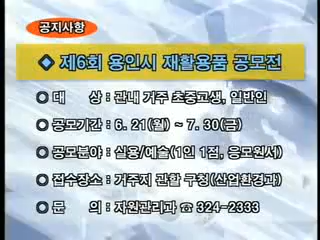 공지사항
◆ 제6회 용인시 재활용품 공모전
◎ 대 상 : 관내 거주 초중고생, 일반인
◎ 공모기간 : 6. 21(월) ~ 7. 30(금)
◎ 공모분야 : 실용/예술(1인 1점, 응모원서)
◎ 접수장소 : 거주지 관할 구청(산업환경과)
◎ 문 의 : 자원관리과 ☎ 324-2333